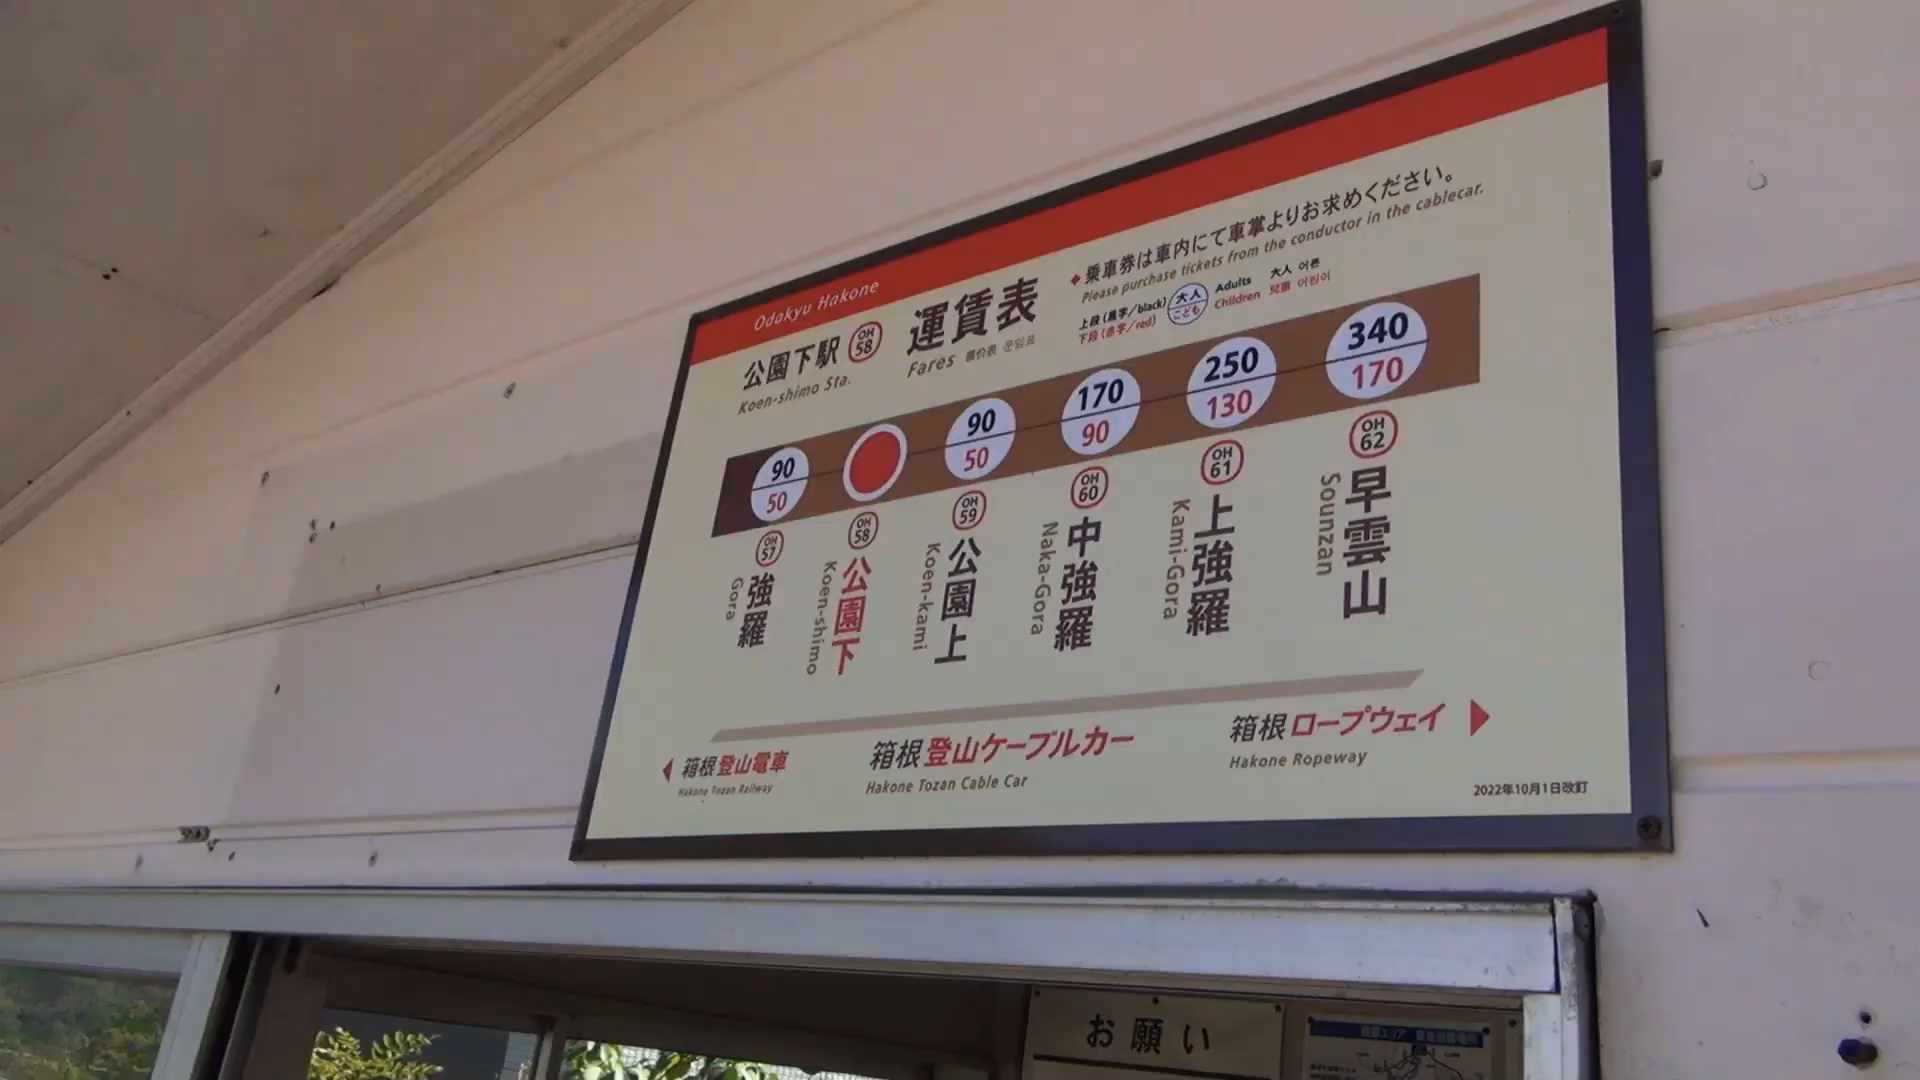 Odakyu Hakone
公園下駅 OH 58 運賃表
Koen-shimo Sta. Fares 票价表 운임표
◆乗車券は車内にて車掌よりお求めください。
Please purchase tickets from the conductor in the cablecar.
上段(黒字/black) 大人 Adults 大人 어른
下段(赤字/red) こども Children 兒童 어린이
90 90 170 250 340
50 50 90 130 170
OH 57 OH 58 OH 59 OH 60 OH 61 OH 62
強羅 公園下 公園上 中強羅 上強羅 早雲山
Gora Koen-shimo Koen-kami Naka-Gora Kami-Gora Sounzan
箱根登山電車 箱根登山ケーブルカー 箱根ロープウェイ
Hakone Tozan Railway Hakone Tozan Cable Car Hakone Ropeway
2022年10月1日改訂
お願い